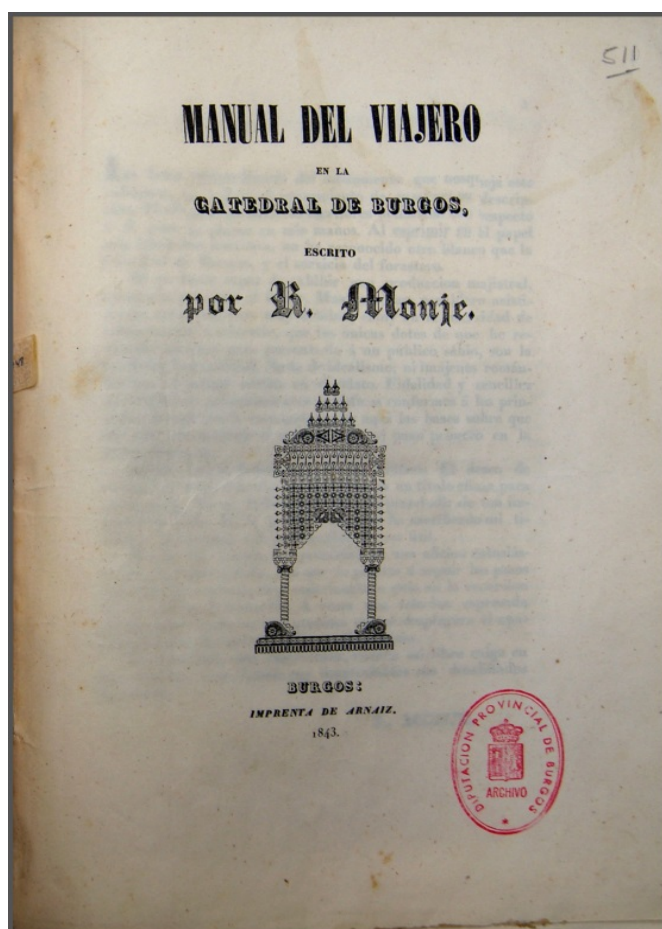 511
MANUAL DEL VIAJERO
EN LA
CATEDRAL DE BURGOS,
ESCRITO
por R. Monje.
BURGOS:
IMPRENTA DE ARNAIZ.
1843.
DIPUTACION PROVINCIAL DE BURGOS
ARCHIVO